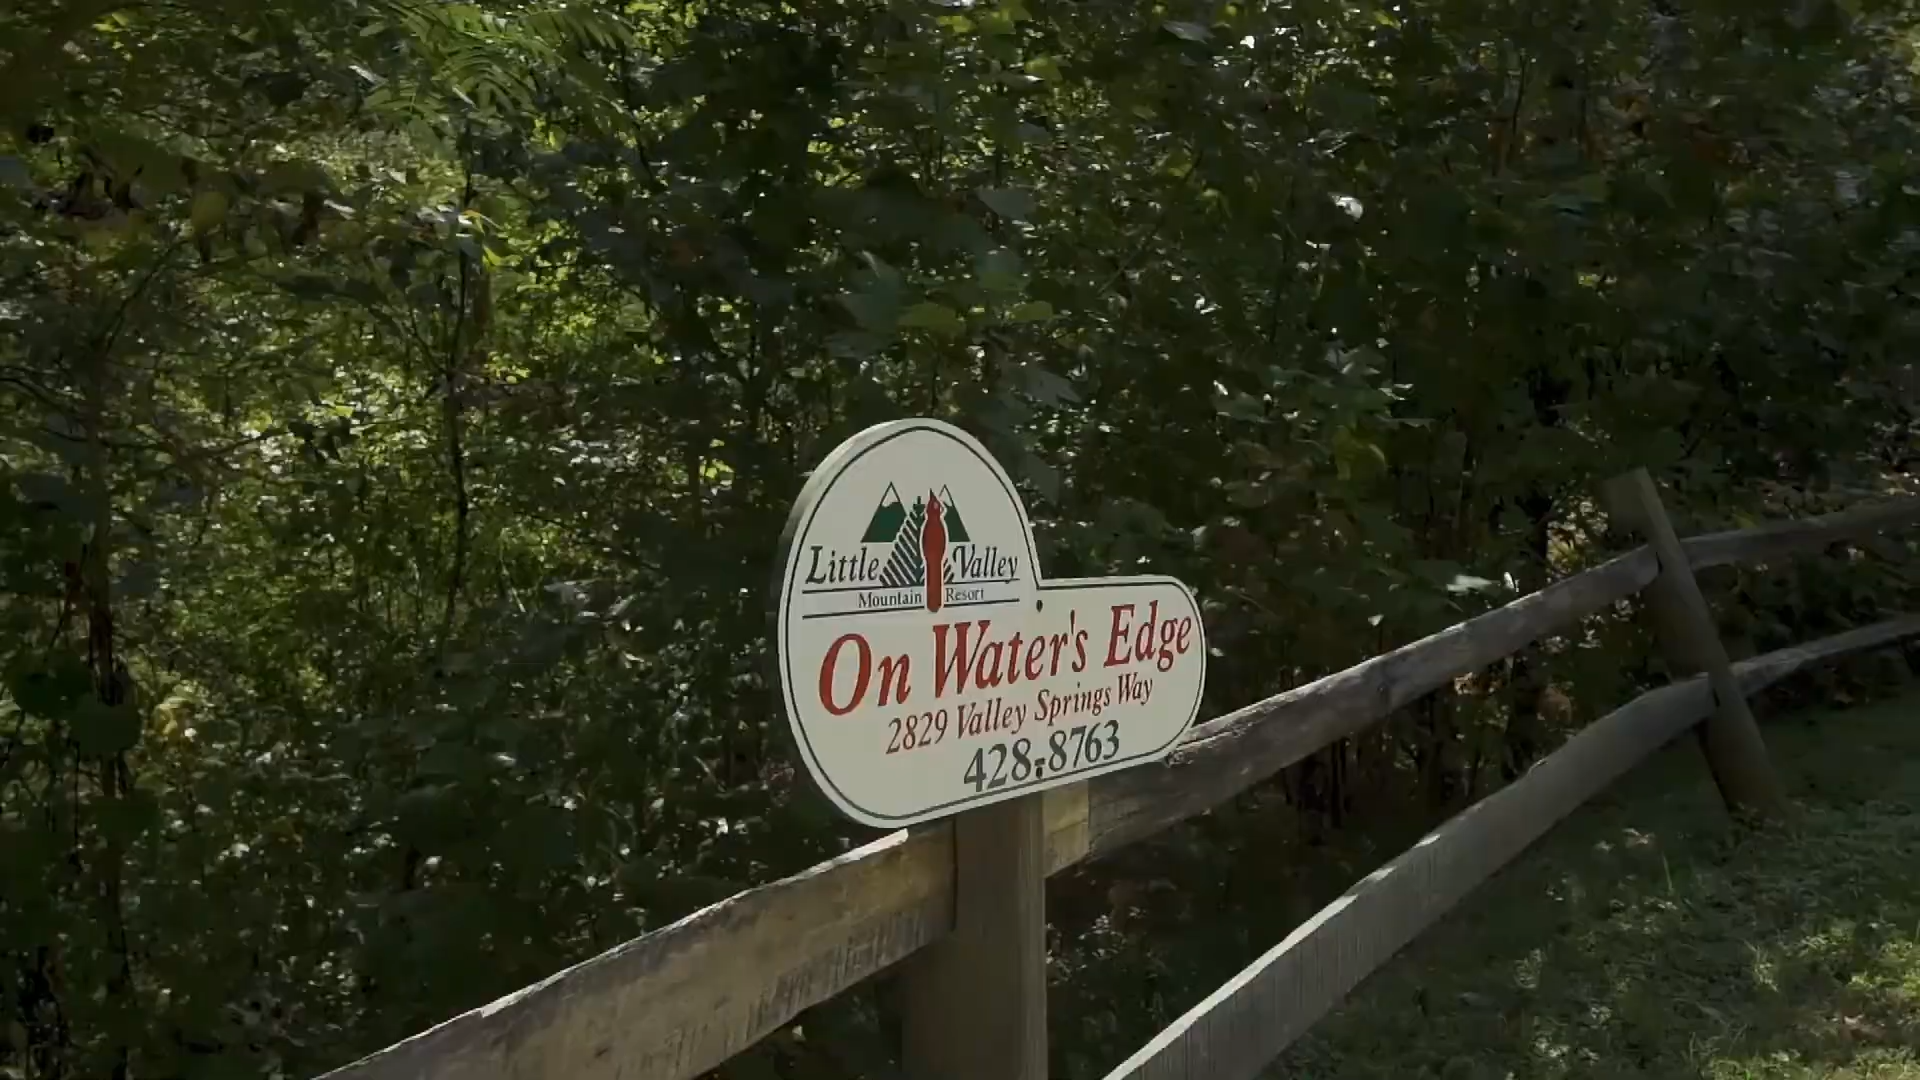 Little Valley
Mountain Resort
On Water's Edge
2829 Valley Springs Way
428-8763